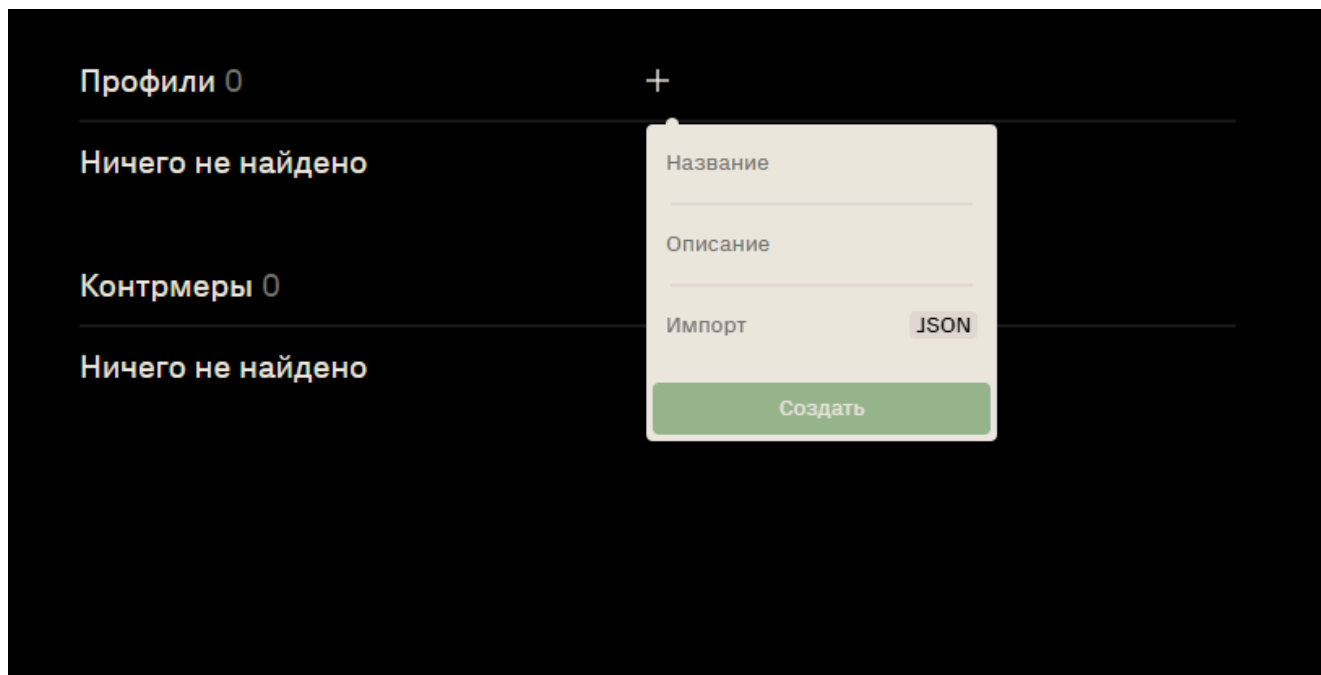 Профили 0
Ничего не найдено
Контрмеры 0
Ничего не найдено
Название
Описание
Импорт JSON
Создать